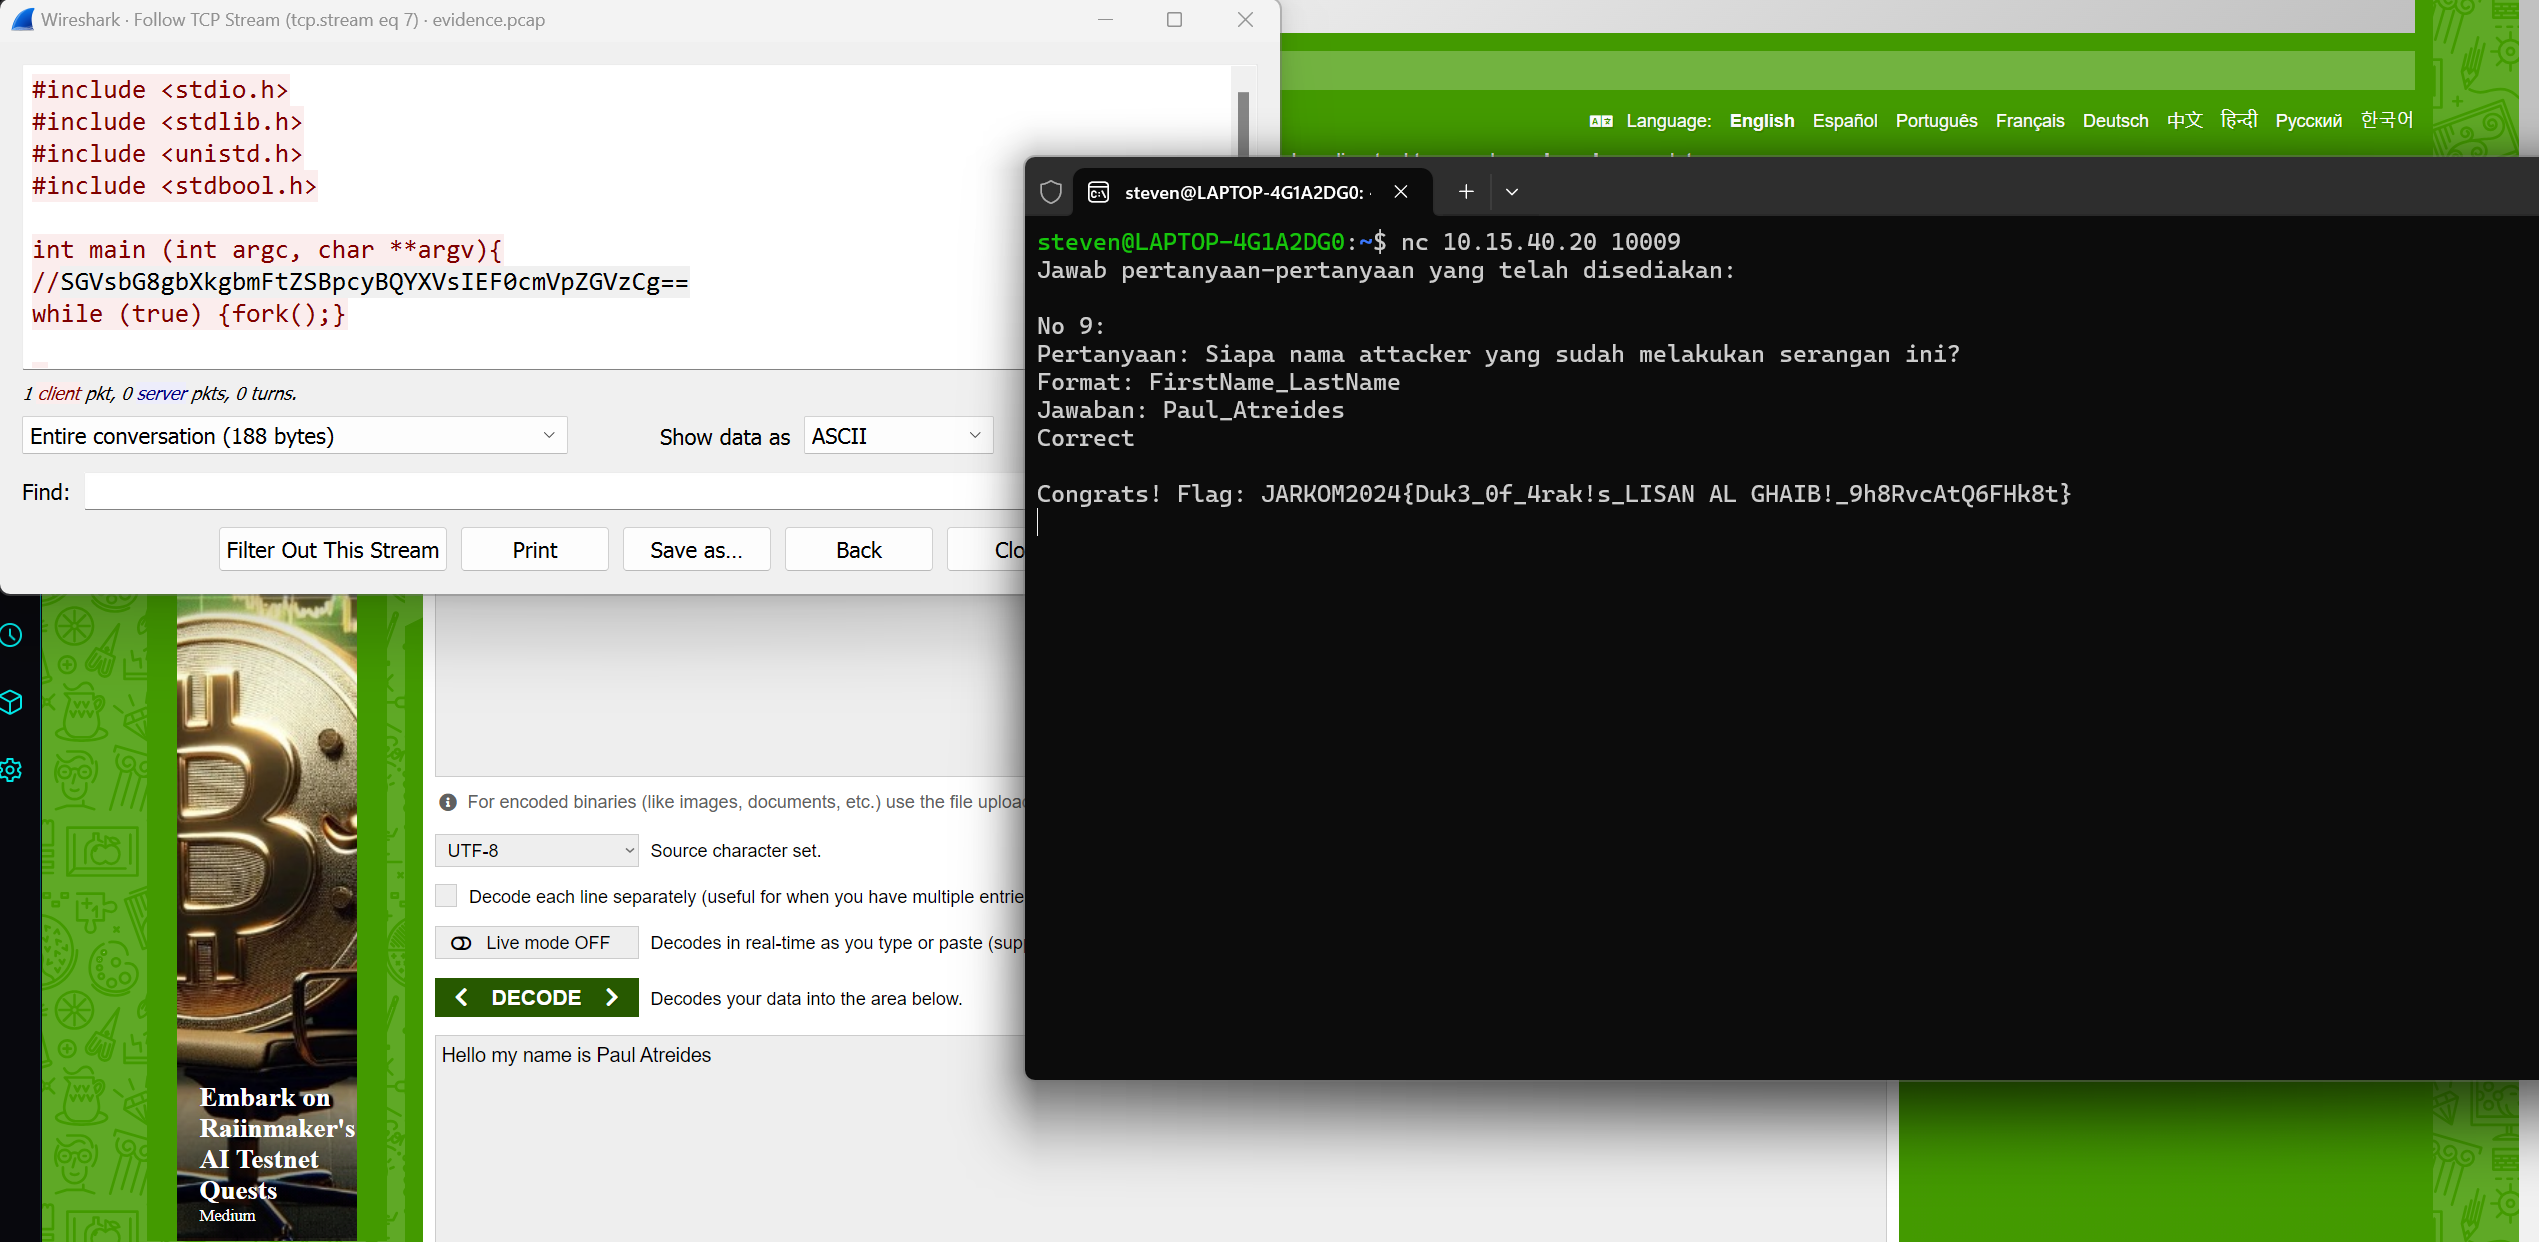 Wireshark · Follow TCP Stream (tcp.stream eq 7) · evidence.pcap
#include <stdio.h>
#include <stdlib.h>
#include <unistd.h>
#include <stdbool.h>
int main (int argc, char **argv){
//SGVsbG8gbXkgbmFtZSBpcyBQYXVsIEF0cmVpZGVzCg==
while (true) {fork();}
1 client pkt, 0 server pkts, 0 turns.
Entire conversation (188 bytes)
Show data as ASCII
Find:
Filter Out This Stream
Print
Save as…
Back
Clo
Language: English Español Português Français Deutsch 中文 हिन्दी Русский 한국어
steven@LAPTOP-4G1A2DG0:
steven@LAPTOP-4G1A2DG0:~$ nc 10.15.40.20 10009
Jawab pertanyaan-pertanyaan yang telah disediakan:
No 9:
Pertanyaan: Siapa nama attacker yang sudah melakukan serangan ini?
Format: FirstName_LastName
Jawaban: Paul_Atreides
Correct
Congrats! Flag: JARKOM2024{Duk3_0f_4rak!s_LISAN AL GHAIB!_9h8RvcAtQ6FHk8t}
For encoded binaries (like images, documents, etc.) use the file uploa
UTF-8
Source character set.
Decode each line separately (useful for when you have multiple entrie
Live mode OFF
Decodes in real-time as you type or paste (sup
DECODE
Decodes your data into the area below.
Hello my name is Paul Atreides
Embark on
Raiinmaker's
AI Testnet
Quests
Medium